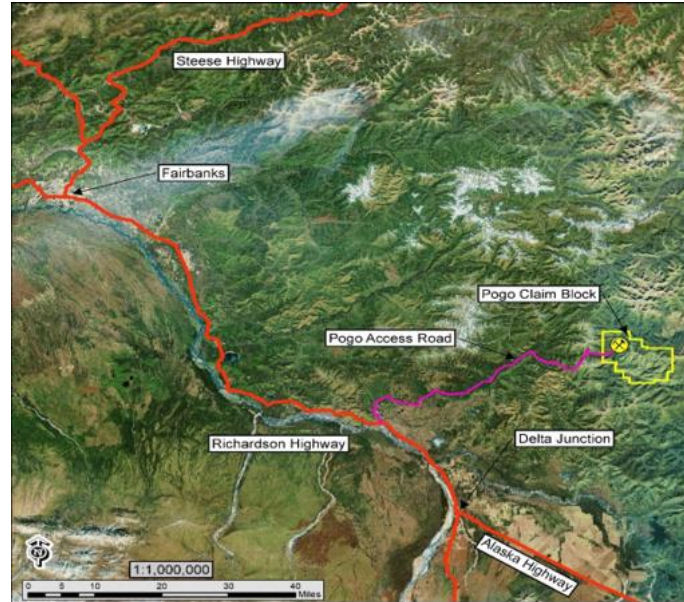 Steese Highway
Fairbanks
Pogo Claim Block
Pogo Access Road
Richardson Highway
Delta Junction
Alaska Highway
N
1:1,000,000
0 5 10 20 30 40
Miles